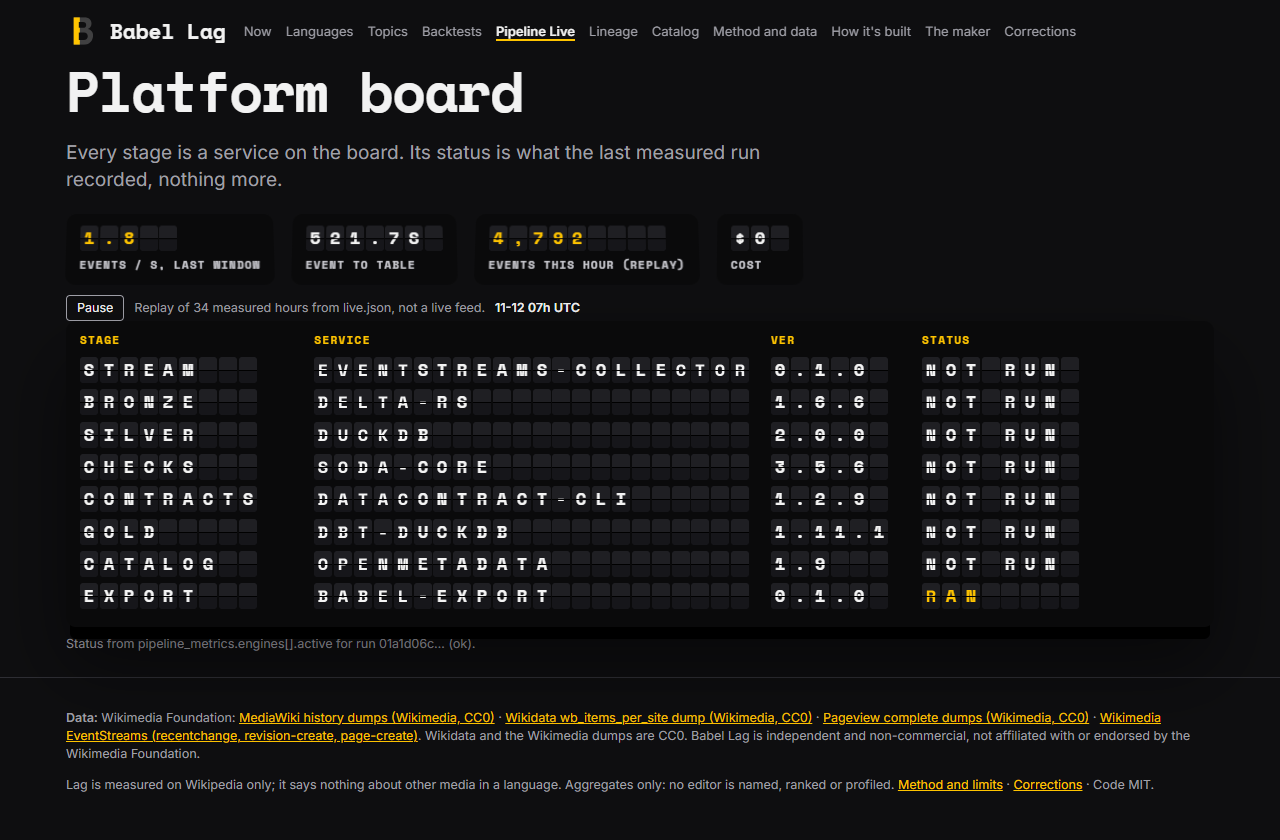 Babel Lag Now Languages Topics Backtests Pipeline Live Lineage Catalog Method and data How it's built The maker Corrections
Platform board
Every stage is a service on the board. Its status is what the last measured run
recorded, nothing more.
1.8 521.7S 4,792 $0
EVENTS / S, LAST WINDOW EVENT TO TABLE EVENTS THIS HOUR (REPLAY) COST
Pause Replay of 34 measured hours from live.json, not a live feed. 11-12 07h UTC
STAGE SERVICE VER STATUS
STREAM EVENTSTREAMS-COLLECTOR 0.1.0 NOT RUN
BRONZE DELTA-RS 1.6.6 NOT RUN
SILVER DUCKDB 2.0.0 NOT RUN
CHECKS SODA-CORE 3.5.6 NOT RUN
CONTRACTS DATACONTRACT-CLI 1.2.9 NOT RUN
GOLD DBT-DUCKDB 1.11.1 NOT RUN
CATALOG OPENMETADATA 1.9 NOT RUN
EXPORT BABEL-EXPORT 0.1.0 RAN
Status from pipeline_metrics.engines[].active for run 01a1d06c… (ok).
Data: Wikimedia Foundation: MediaWiki history dumps (Wikimedia, CC0) · Wikidata wb_items_per_site dump (Wikimedia, CC0) · Pageview complete dumps (Wikimedia, CC0) · Wikimedia
EventStreams (recentchange, revision-create, page-create). Wikidata and the Wikimedia dumps are CC0. Babel Lag is independent and non-commercial, not affiliated with or endorsed by the
Wikimedia Foundation.
Lag is measured on Wikipedia only; it says nothing about other media in a language. Aggregates only: no editor is named, ranked or profiled. Method and limits · Corrections · Code MIT.